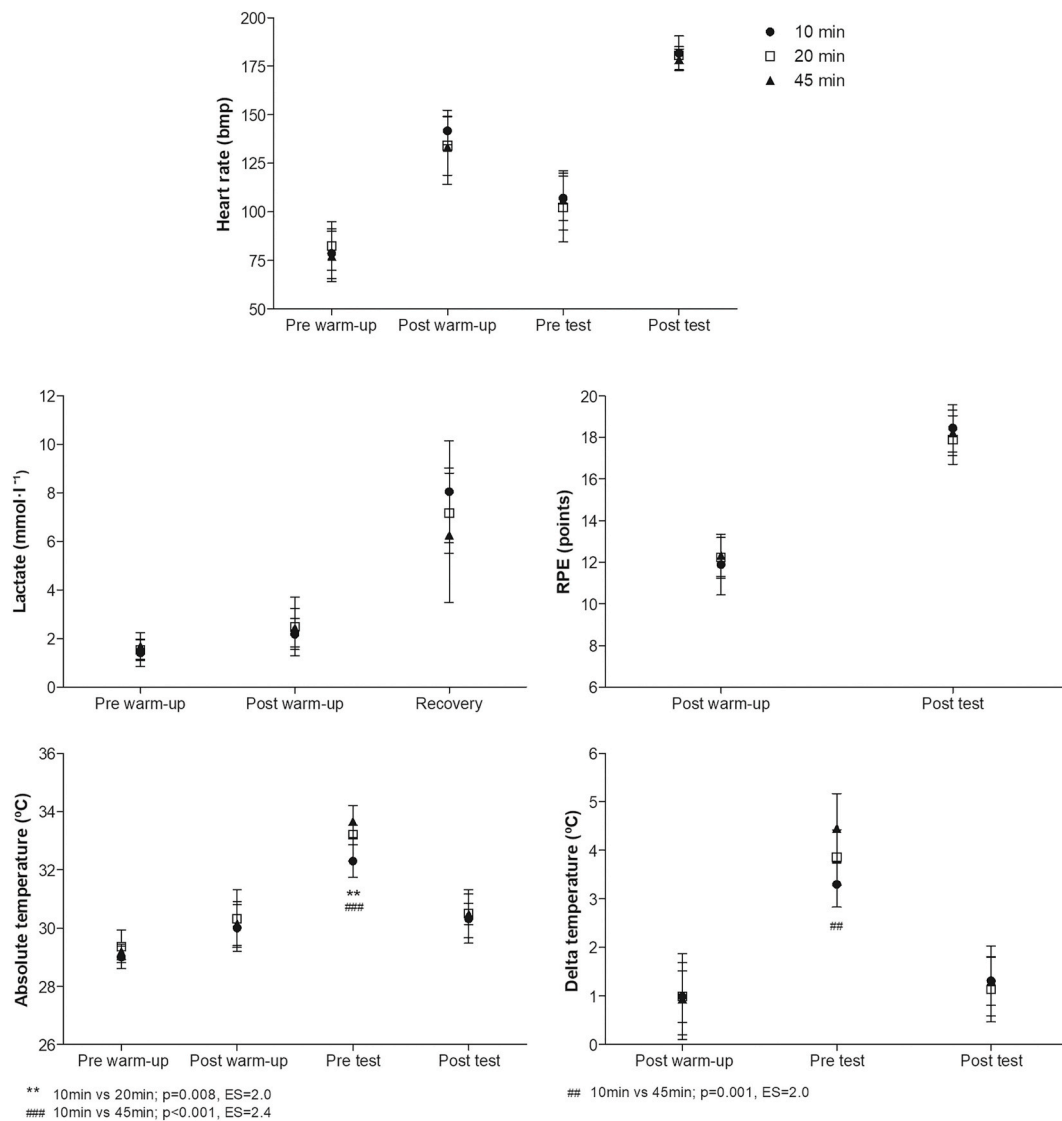 200
175
150
125
100
75
50
Heart rate (bmp)
Pre warm-up Post warm-up Pre test Post test
10 min
20 min
45 min
12
10
8
6
4
2
0
Lactate (mmol·l⁻¹)
Pre warm-up Post warm-up Recovery
20
18
16
14
12
10
8
6
RPE (points)
Post warm-up Post test
36
34
32
30
28
26
Absolute temperature (ºC)
**
###
Pre warm-up Post warm-up Pre test Post test
** 10min vs 20min; p=0.008, ES=2.0
### 10min vs 45min; p<0.001, ES=2.4
6
5
4
3
2
1
0
Delta temperature (ºC)
##
Post warm-up Pre test Post test
## 10min vs 45min; p=0.001, ES=2.0